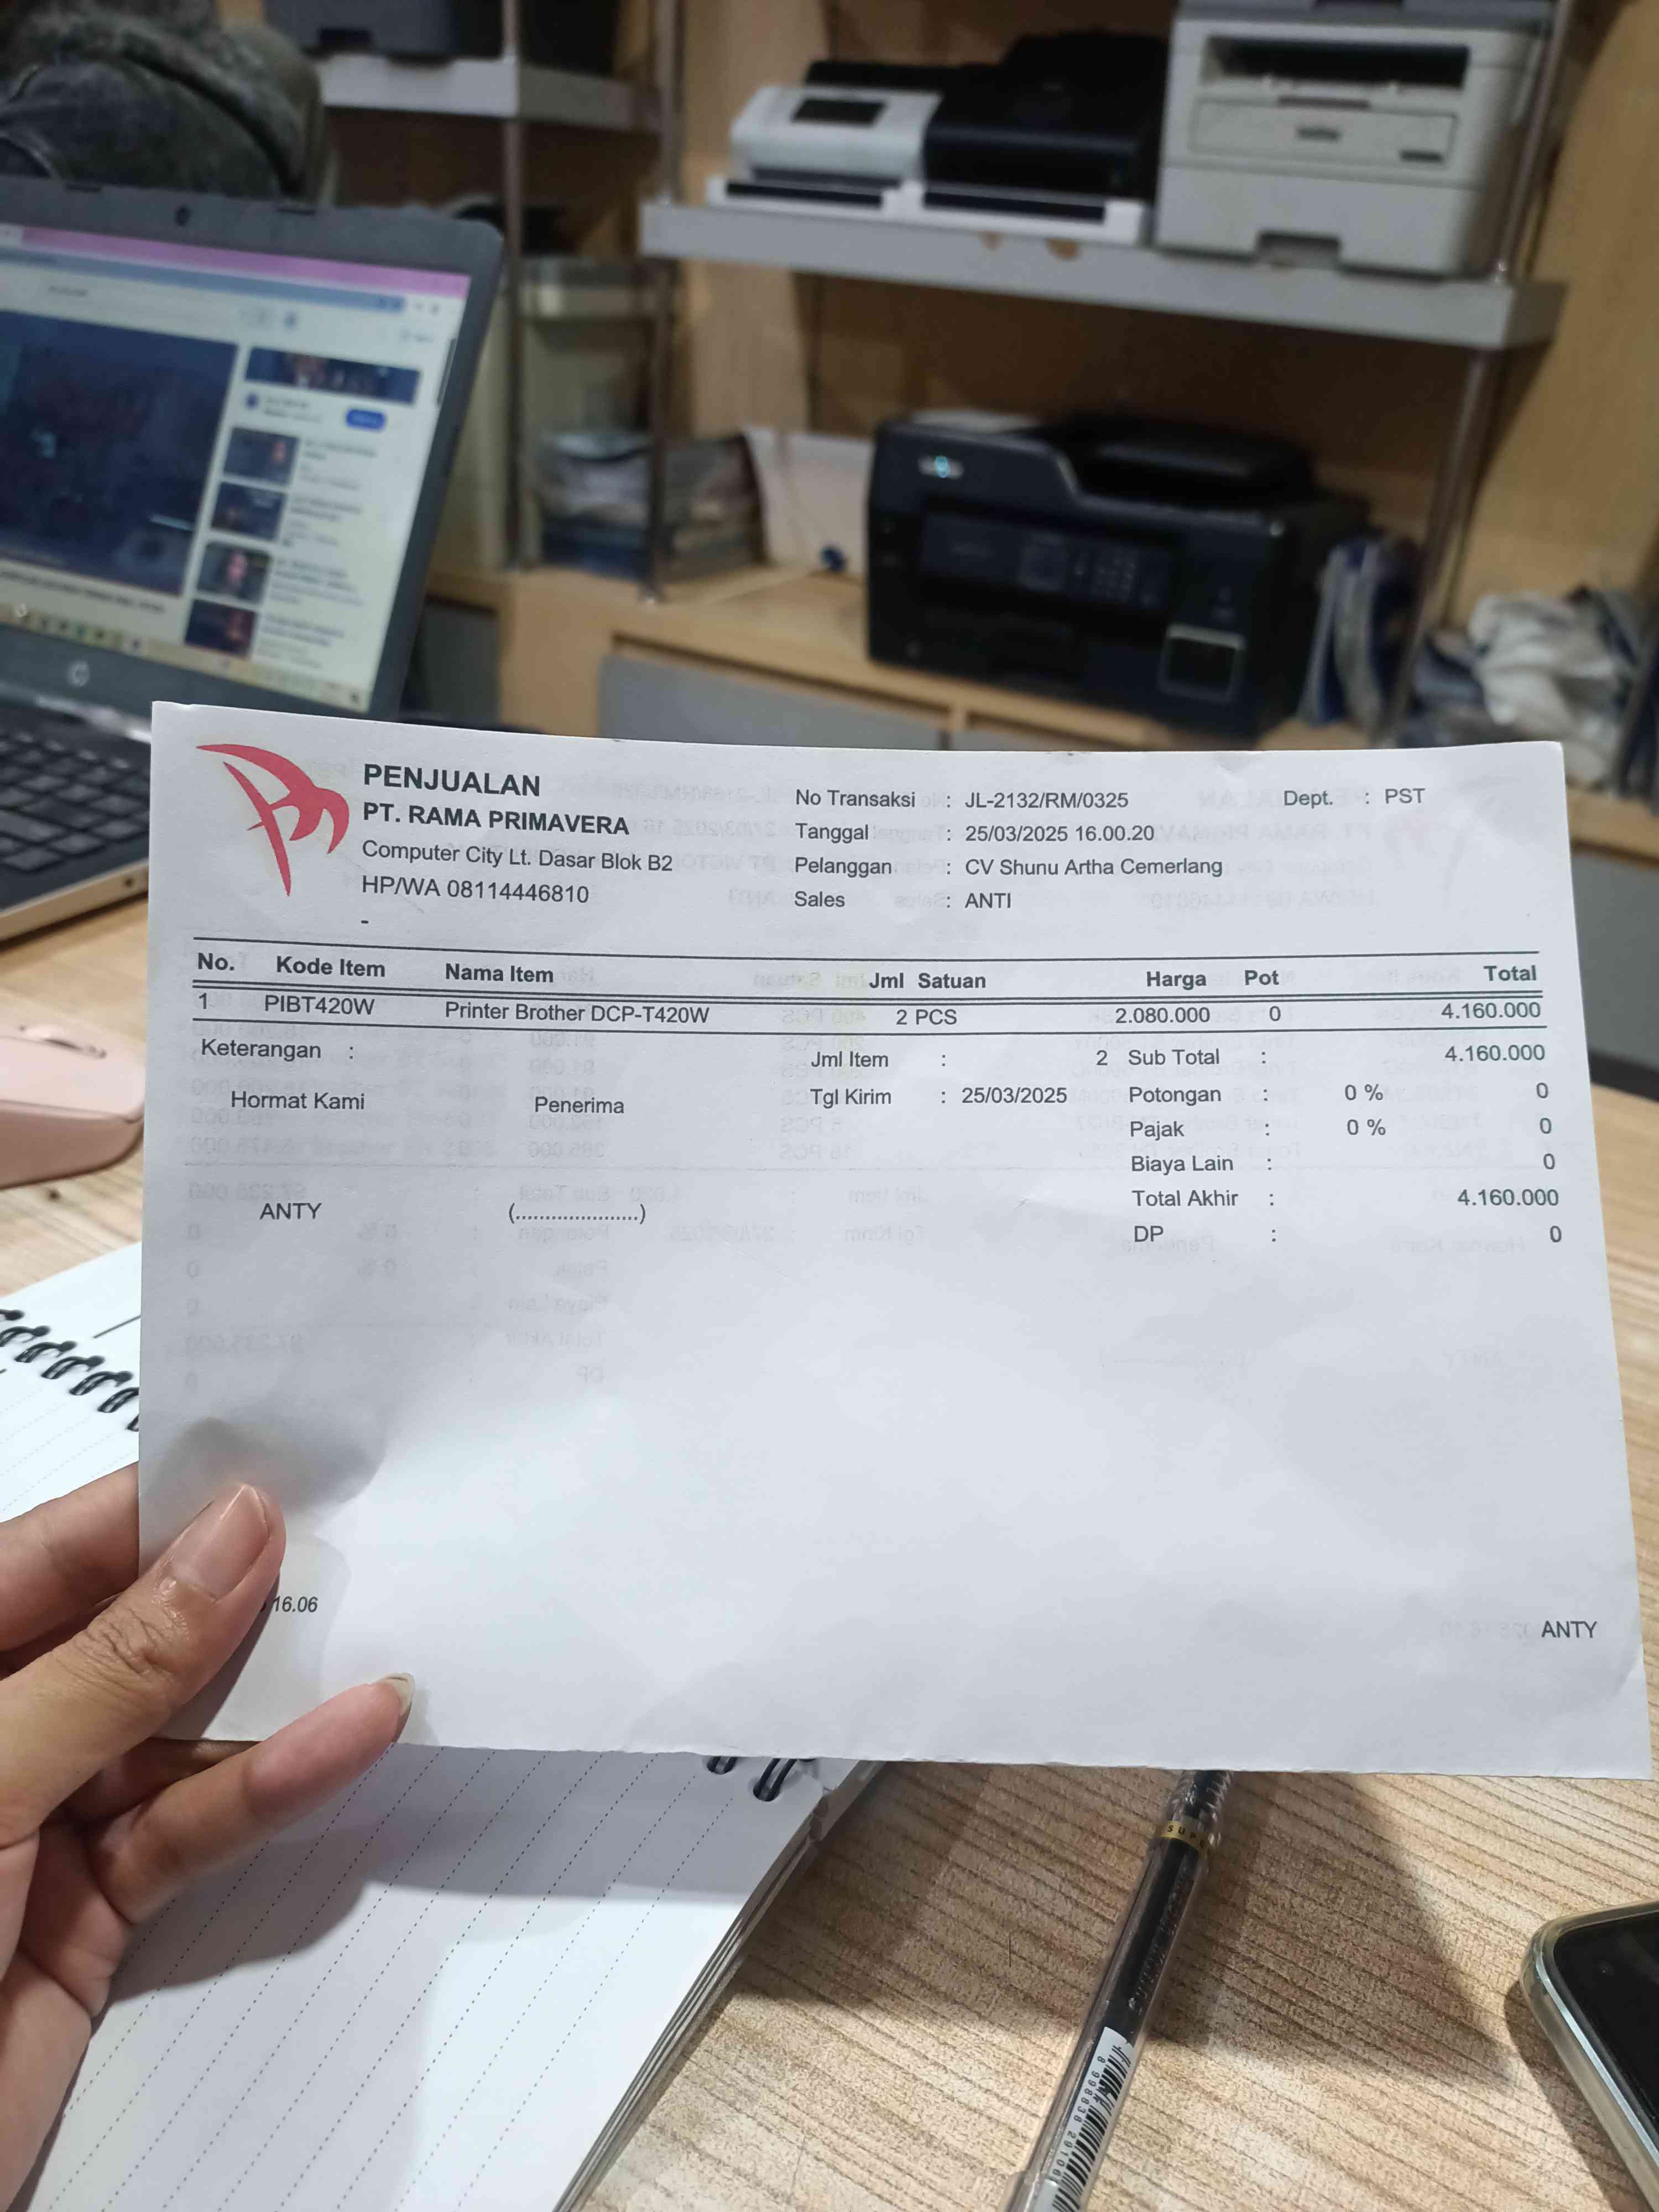 PENJUALAN
PT. RAMA PRIMAVERA
Computer City Lt. Dasar Blok B2
HP/WA 08114446810
-
No Transaksi : JL-2132/RM/0325
Dept. : PST
Tanggal : 25/03/2025 16.00.20
Pelanggan : CV Shunu Artha Cemerlang
Sales : ANTI
No. Kode Item Nama Item Jml Satuan Harga Pot Total
1 PIBT420W Printer Brother DCP-T420W 2 PCS 2.080.000 0 4.160.000
Keterangan :
Jml Item : 2
Sub Total : 4.160.000
Hormat Kami
Penerima
Tgl Kirim : 25/03/2025
Potongan : 0 % 0
Pajak : 0 % 0
Biaya Lain : 0
ANTY
(.....................)
Total Akhir : 4.160.000
DP : 0
16.06
ANTY